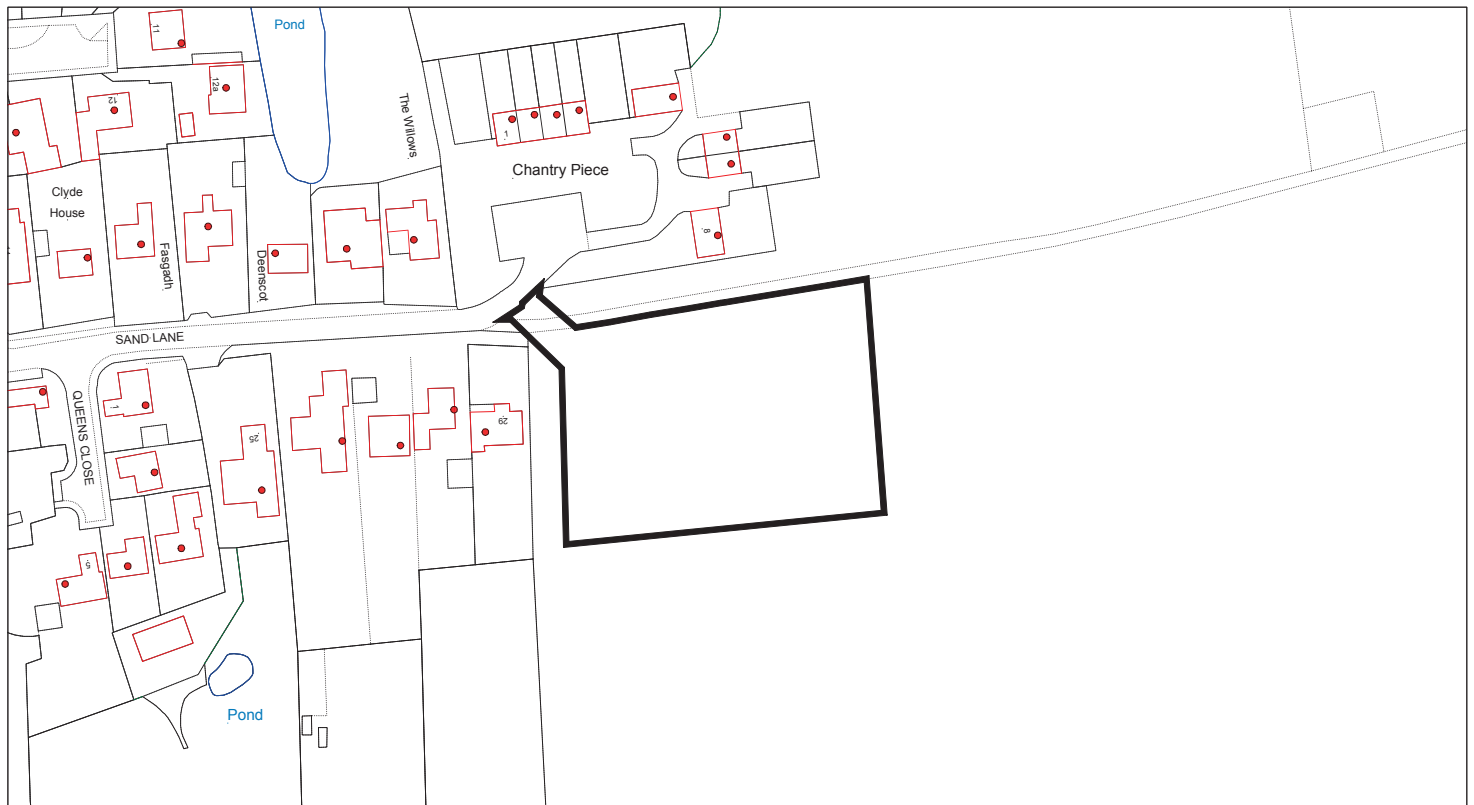 Pond
11
12a
12
The Willows
1
Chantry Piece
Clyde
House
8
Fasgadh
Deenscot
SAND LANE
QUEENS CLOSE
1
25
29
5
Pond